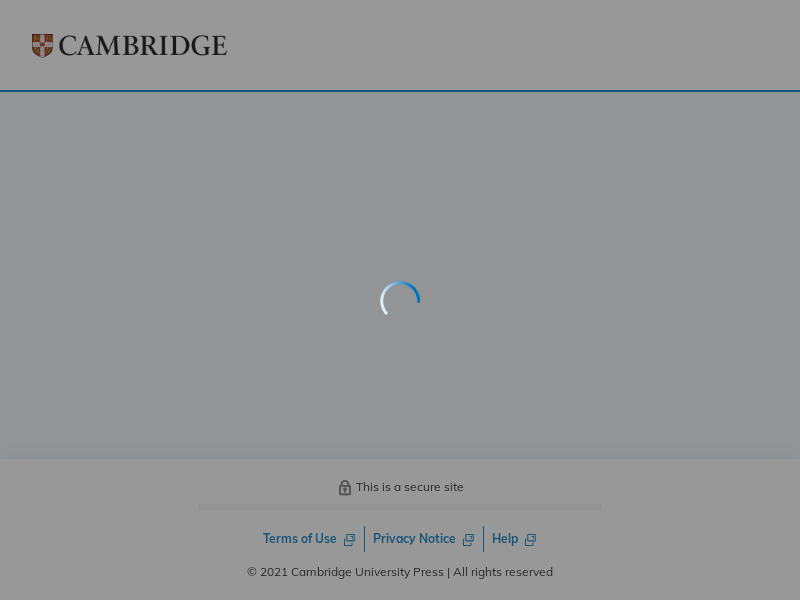 CAMBRIDGE
This is a secure site
Terms of Use
Privacy Notice
Help
© 2021 Cambridge University Press | All rights reserved